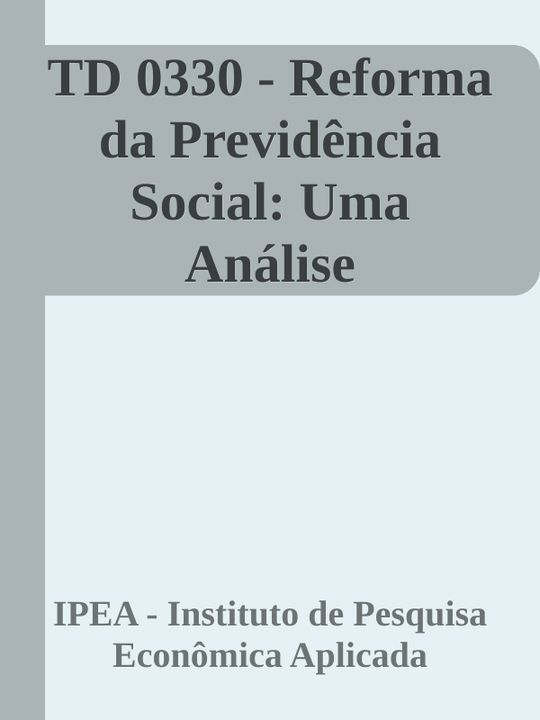 TD 0330 - Reforma
da Previdência
Social: Uma
Análise
IPEA - Instituto de Pesquisa
Econômica Aplicada